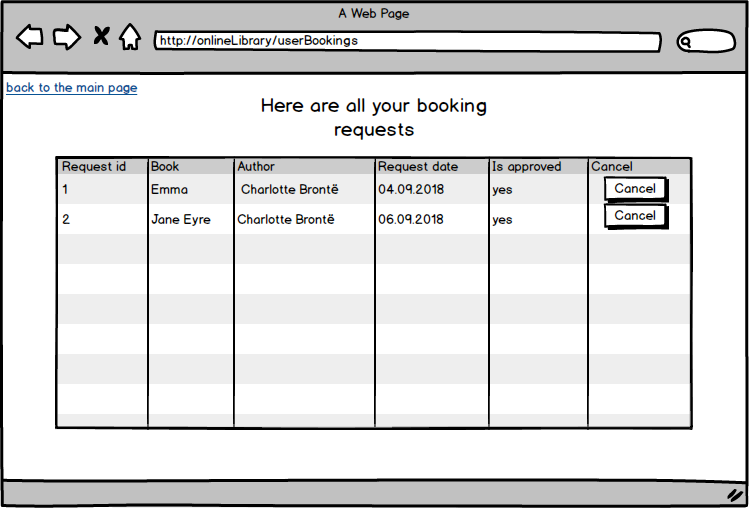 A Web Page
http://onlineLibrary/userBookings
back to the main page
Here are all your booking
requests
Request id Book Author Request date Is approved Cancel
1 Emma Charlotte Brontë 04.09.2018 yes Cancel
2 Jane Eyre Charlotte Brontë 06.09.2018 yes Cancel